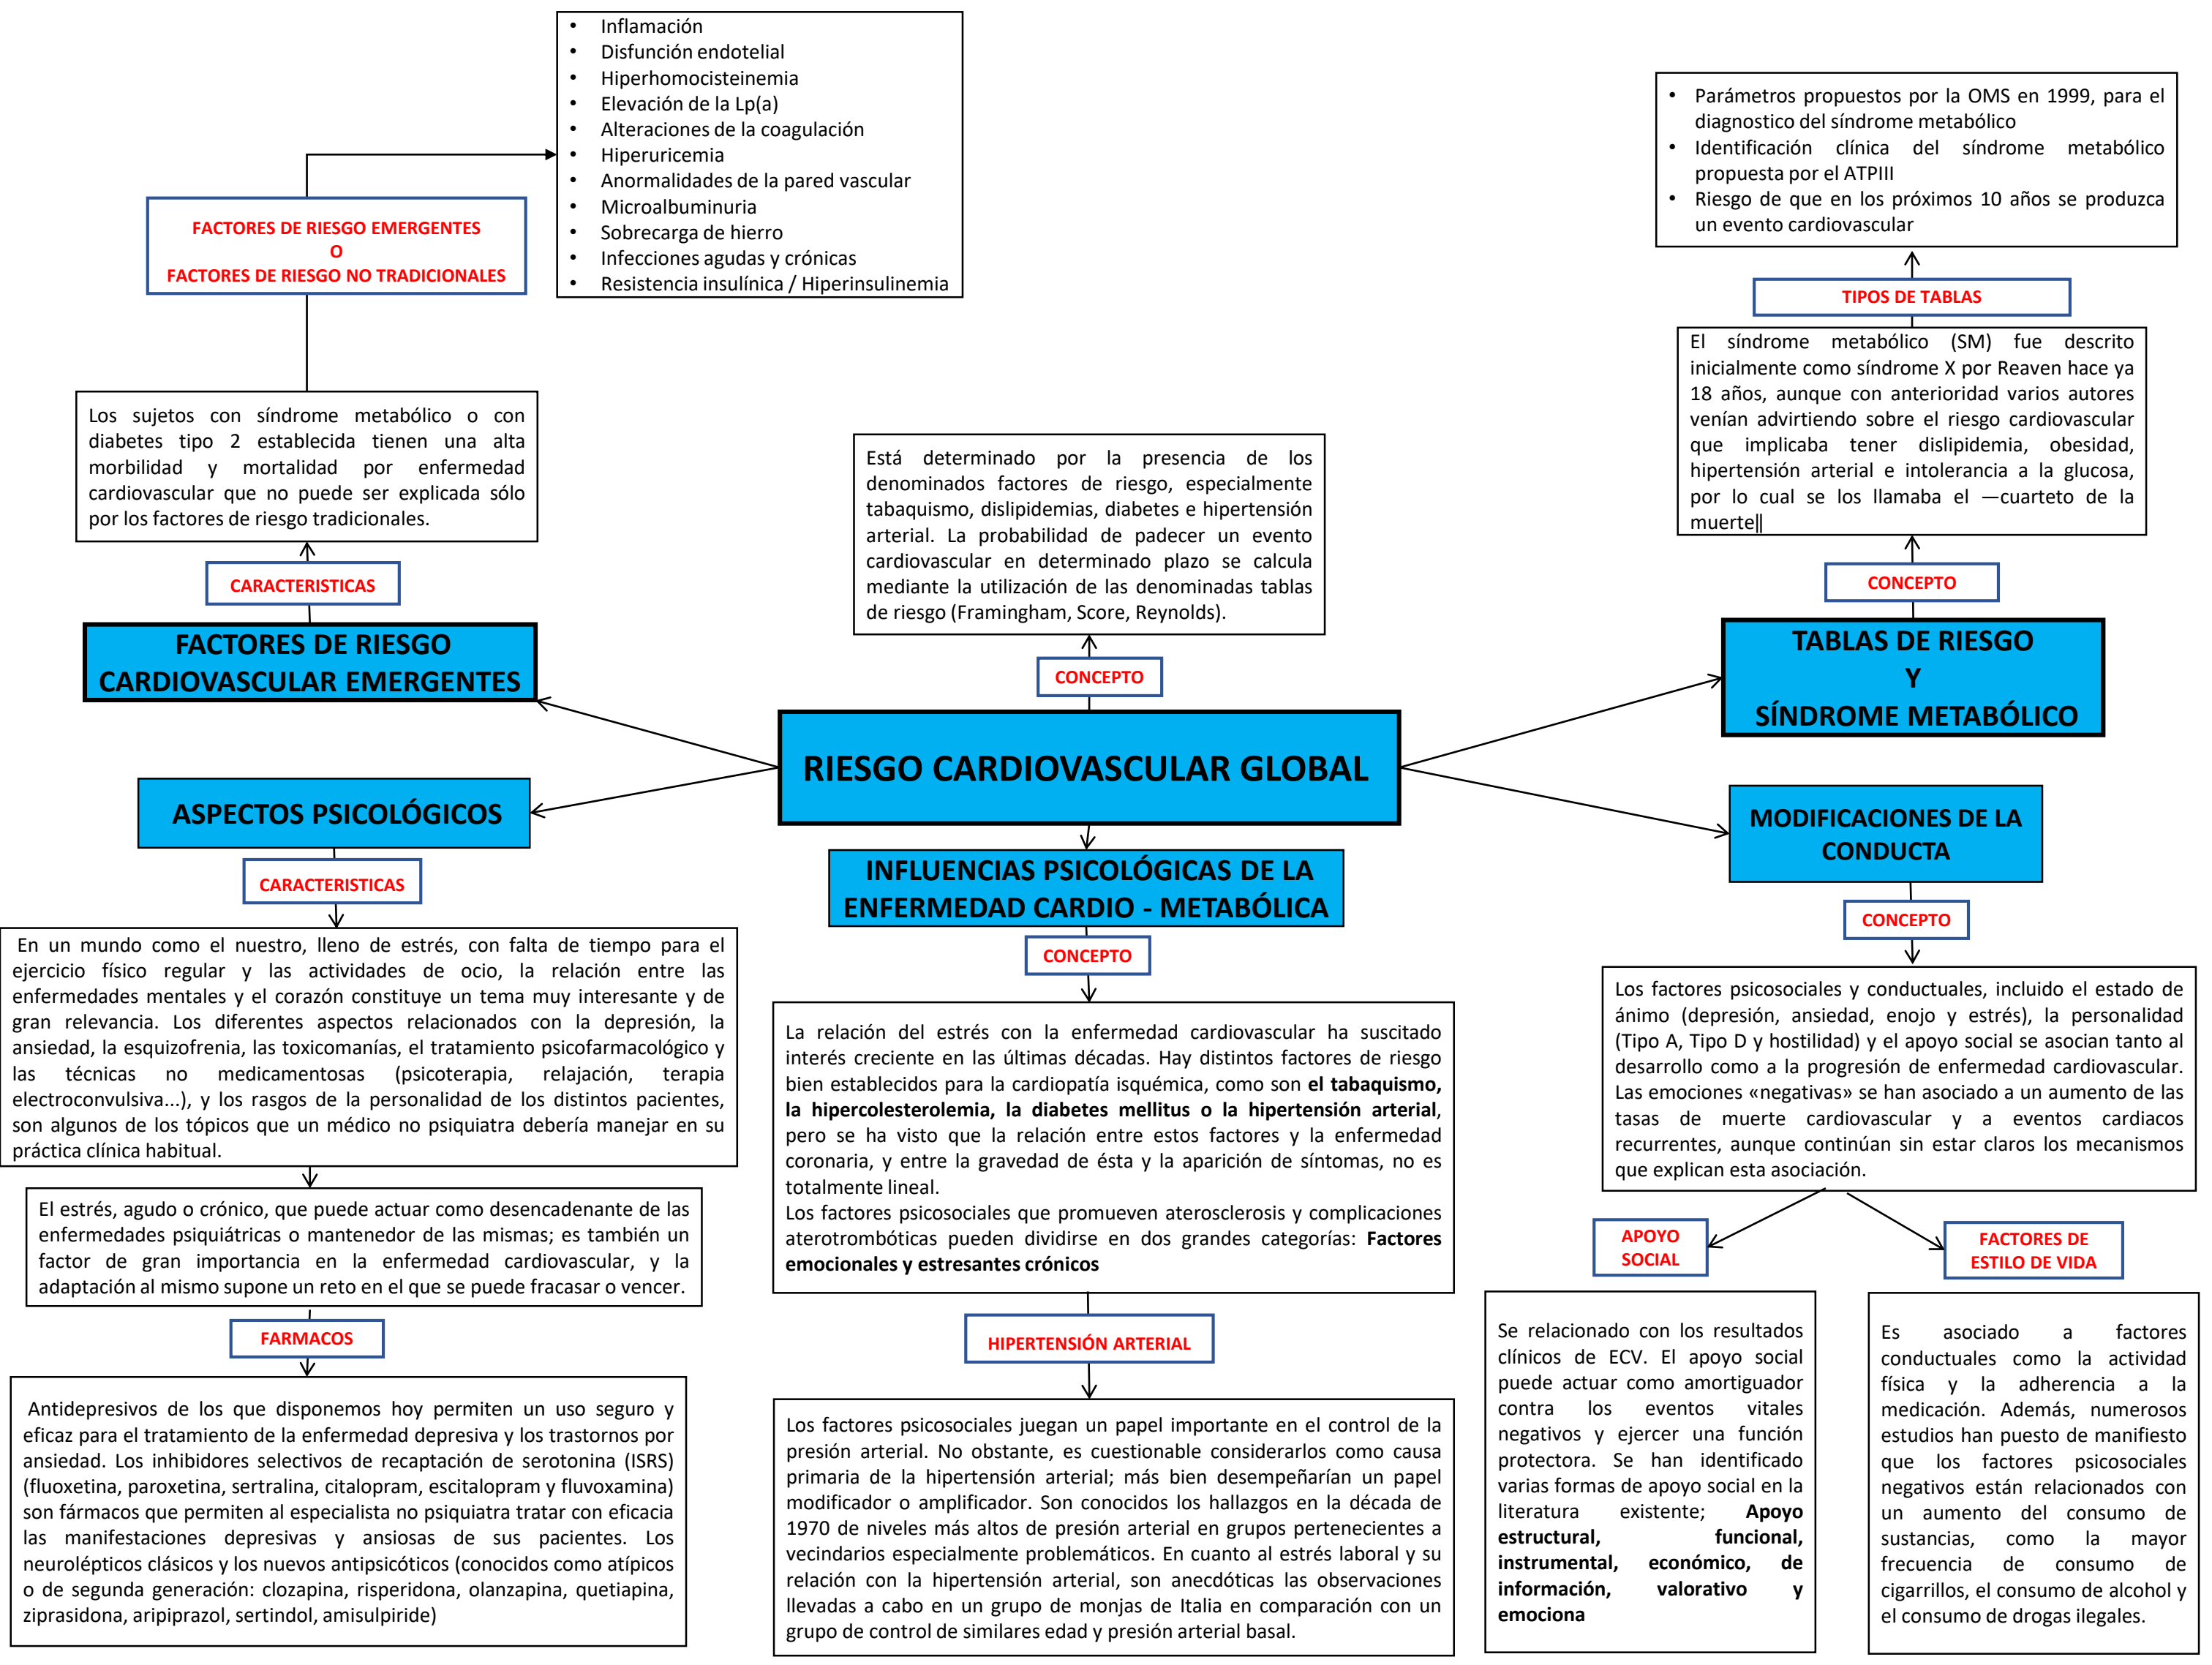 Inflamación
Disfunción endotelial
Hiperhomocisteinemia
Elevación de la Lp(a)
Alteraciones de la coagulación
Hiperuricemia
Anormalidades de la pared vascular
Microalbuminuria
Sobrecarga de hierro
Infecciones agudas y crónicas
Resistencia insulínica / Hiperinsulinemia
FACTORES DE RIESGO EMERGENTES
O
FACTORES DE RIESGO NO TRADICIONALES
Los sujetos con síndrome metabólico o con
diabetes tipo 2 establecida tienen una alta
morbilidad y mortalidad por enfermedad
cardiovascular que no puede ser explicada sólo
por los factores de riesgo tradicionales.
CARACTERISTICAS
FACTORES DE RIESGO
CARDIOVASCULAR EMERGENTES
Está determinado por la presencia de los
denominados factores de riesgo, especialmente
tabaquismo, dislipidemias, diabetes e hipertensión
arterial. La probabilidad de padecer un evento
cardiovascular en determinado plazo se calcula
mediante la utilización de las denominadas tablas
de riesgo (Framingham, Score, Reynolds).
CONCEPTO
RIESGO CARDIOVASCULAR GLOBAL
Parámetros propuestos por la OMS en 1999, para el
diagnostico del síndrome metabólico
Identificación clínica del síndrome metabólico
propuesta por el ATPIII
Riesgo de que en los próximos 10 años se produzca
un evento cardiovascular
TIPOS DE TABLAS
El síndrome metabólico (SM) fue descrito
inicialmente como síndrome X por Reaven hace ya
18 años, aunque con anterioridad varios autores
venían advirtiendo sobre el riesgo cardiovascular
que implicaba tener dislipidemia, obesidad,
hipertensión arterial e intolerancia a la glucosa,
por lo cual se los llamaba el ―cuarteto de la
muerte‖
CONCEPTO
TABLAS DE RIESGO
Y
SÍNDROME METABÓLICO
ASPECTOS PSICOLÓGICOS
CARACTERISTICAS
En un mundo como el nuestro, lleno de estrés, con falta de tiempo para el
ejercicio físico regular y las actividades de ocio, la relación entre las
enfermedades mentales y el corazón constituye un tema muy interesante y de
gran relevancia. Los diferentes aspectos relacionados con la depresión, la
ansiedad, la esquizofrenia, las toxicomanías, el tratamiento psicofarmacológico y
las técnicas no medicamentosas (psicoterapia, relajación, terapia
electroconvulsiva...), y los rasgos de la personalidad de los distintos pacientes,
son algunos de los tópicos que un médico no psiquiatra debería manejar en su
práctica clínica habitual.
El estrés, agudo o crónico, que puede actuar como desencadenante de las
enfermedades psiquiátricas o mantenedor de las mismas; es también un
factor de gran importancia en la enfermedad cardiovascular, y la
adaptación al mismo supone un reto en el que se puede fracasar o vencer.
FARMACOS
Antidepresivos de los que disponemos hoy permiten un uso seguro y
eficaz para el tratamiento de la enfermedad depresiva y los trastornos por
ansiedad. Los inhibidores selectivos de recaptación de serotonina (ISRS)
(fluoxetina, paroxetina, sertralina, citalopram, escitalopram y fluvoxamina)
son fármacos que permiten al especialista no psiquiatra tratar con eficacia
las manifestaciones depresivas y ansiosas de sus pacientes. Los
neurolépticos clásicos y los nuevos antipsicóticos (conocidos como atípicos
o de segunda generación: clozapina, risperidona, olanzapina, quetiapina,
ziprasidona, aripiprazol, sertindol, amisulpiride)
INFLUENCIAS PSICOLÓGICAS DE LA
ENFERMEDAD CARDIO - METABÓLICA
CONCEPTO
La relación del estrés con la enfermedad cardiovascular ha suscitado
interés creciente en las últimas décadas. Hay distintos factores de riesgo
bien establecidos para la cardiopatía isquémica, como son el tabaquismo,
la hipercolesterolemia, la diabetes mellitus o la hipertensión arterial,
pero se ha visto que la relación entre estos factores y la enfermedad
coronaria, y entre la gravedad de ésta y la aparición de síntomas, no es
totalmente lineal.
Los factores psicosociales que promueven aterosclerosis y complicaciones
aterotrombóticas pueden dividirse en dos grandes categorías: Factores
emocionales y estresantes crónicos
HIPERTENSIÓN ARTERIAL
Los factores psicosociales juegan un papel importante en el control de la
presión arterial. No obstante, es cuestionable considerarlos como causa
primaria de la hipertensión arterial; más bien desempeñarían un papel
modificador o amplificador. Son conocidos los hallazgos en la década de
1970 de niveles más altos de presión arterial en grupos pertenecientes a
vecindarios especialmente problemáticos. En cuanto al estrés laboral y su
relación con la hipertensión arterial, son anecdóticas las observaciones
llevadas a cabo en un grupo de monjas de Italia en comparación con un
grupo de control de similares edad y presión arterial basal.
MODIFICACIONES DE LA
CONDUCTA
CONCEPTO
Los factores psicosociales y conductuales, incluido el estado de
ánimo (depresión, ansiedad, enojo y estrés), la personalidad
(Tipo A, Tipo D y hostilidad) y el apoyo social se asocian tanto al
desarrollo como a la progresión de enfermedad cardiovascular.
Las emociones «negativas» se han asociado a un aumento de las
tasas de muerte cardiovascular y a eventos cardiacos
recurrentes, aunque continúan sin estar claros los mecanismos
que explican esta asociación.
APOYO
SOCIAL
Se relacionado con los resultados
clínicos de ECV. El apoyo social
puede actuar como amortiguador
contra los eventos vitales
negativos y ejercer una función
protectora. Se han identificado
varias formas de apoyo social en la
literatura existente; Apoyo
estructural, funcional,
instrumental, económico, de
información, valorativo y
emociona
FACTORES DE
ESTILO DE VIDA
Es asociado a factores
conductuales como la actividad
física y la adherencia a la
medicación. Además, numerosos
estudios han puesto de manifiesto
que los factores psicosociales
negativos están relacionados con
un aumento del consumo de
sustancias, como la mayor
frecuencia de consumo de
cigarrillos, el consumo de alcohol y
el consumo de drogas ilegales.